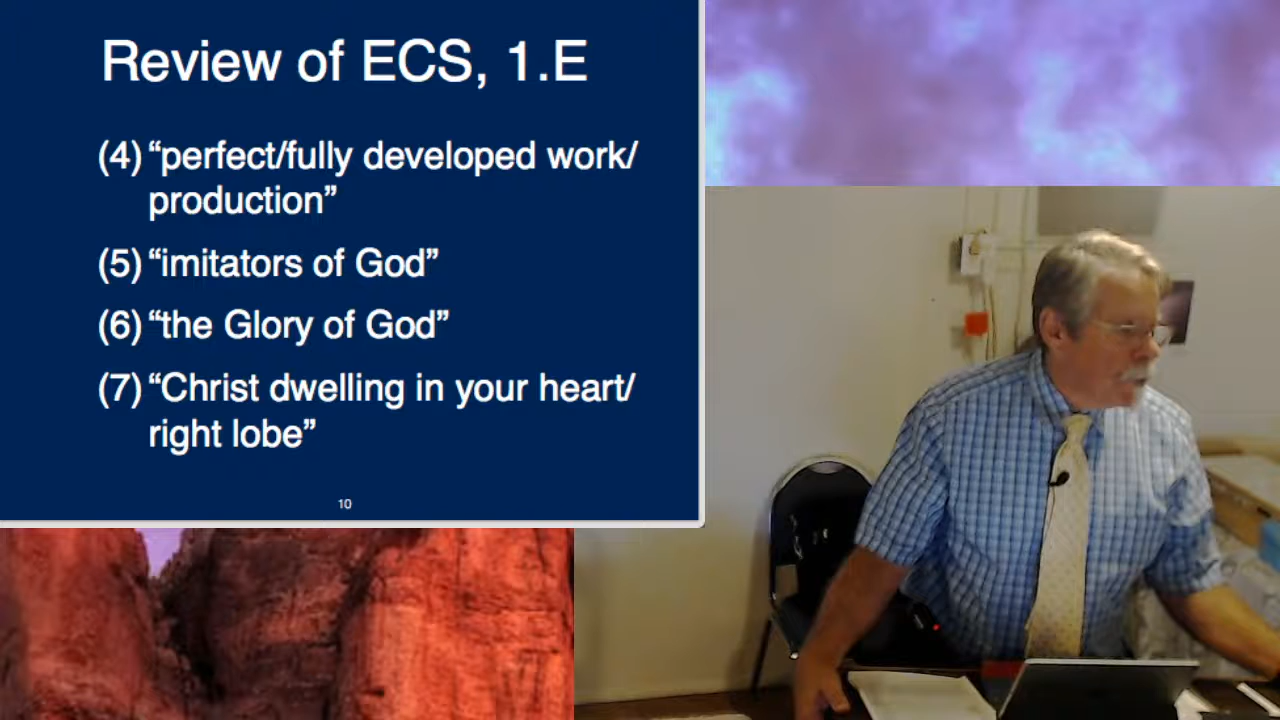 Review of ECS, 1.E
(4) “perfect/fully developed work/
production”
(5) “imitators of God”
(6) “the Glory of God”
(7) “Christ dwelling in your heart/
right lobe”
10